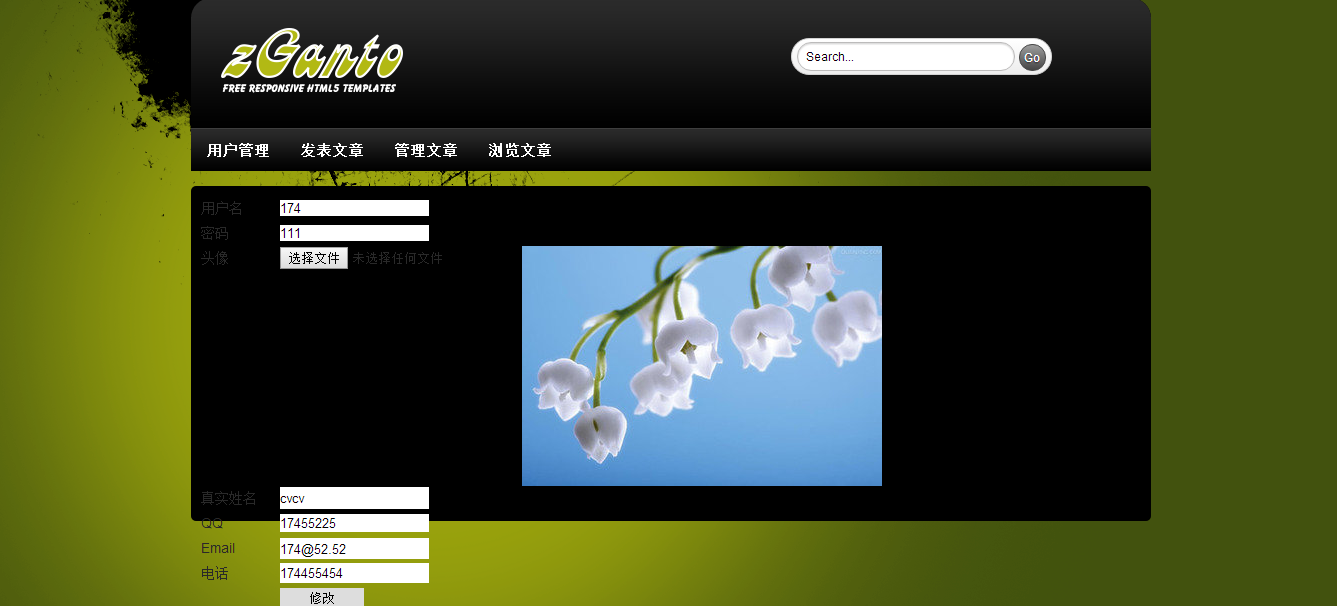 zGanto
FREE RESPONSIVE HTML5 TEMPLATES
Search...
Go
用户管理 发表文章 管理文章 浏览文章
用户名 174
密码 111
头像 选择文件 未选择任何文件
真实姓名 cvcv
QQ 17455225
Email 174@52.52
电话 174455454
修改